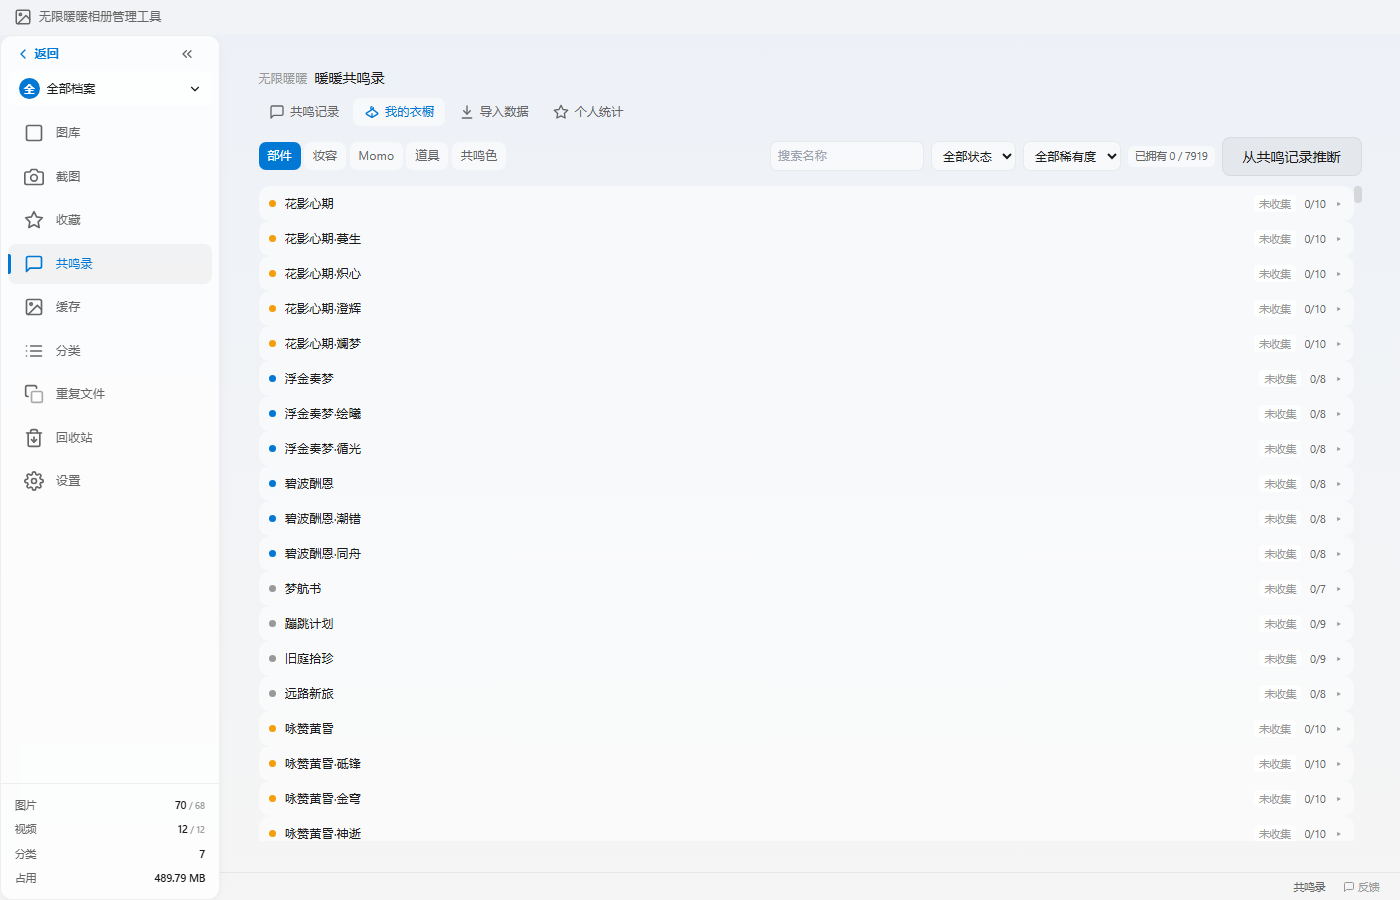 无限暖暖相册管理工具
返回
全 全部档案
图库
截图
收藏
共鸣录
缓存
分类
重复文件
回收站
设置
图片 70 / 68
视频 12 / 12
分类 7
占用 489.79 MB
无限暖暖 暖暖共鸣录
共鸣记录 我的衣橱 导入数据 个人统计
部件 妆容 Momo 道具 共鸣色 搜索名称 全部状态 全部稀有度 已拥有 0 / 7919 从共鸣记录推断
花影心期 未收集 0/10
花影心期·蕤生 未收集 0/10
花影心期·炽心 未收集 0/10
花影心期·澄辉 未收集 0/10
花影心期·斓梦 未收集 0/10
浮金奏梦 未收集 0/8
浮金奏梦·绘曦 未收集 0/8
浮金奏梦·循光 未收集 0/8
碧波酬恩 未收集 0/8
碧波酬恩·潮错 未收集 0/8
碧波酬恩·同舟 未收集 0/8
梦航书 未收集 0/7
蹦跳计划 未收集 0/9
旧庭拾珍 未收集 0/9
远路新旅 未收集 0/8
咏赞黄昏 未收集 0/10
咏赞黄昏·砥锋 未收集 0/10
咏赞黄昏·金穹 未收集 0/10
咏赞黄昏·神逝 未收集 0/10
共鸣录 反馈